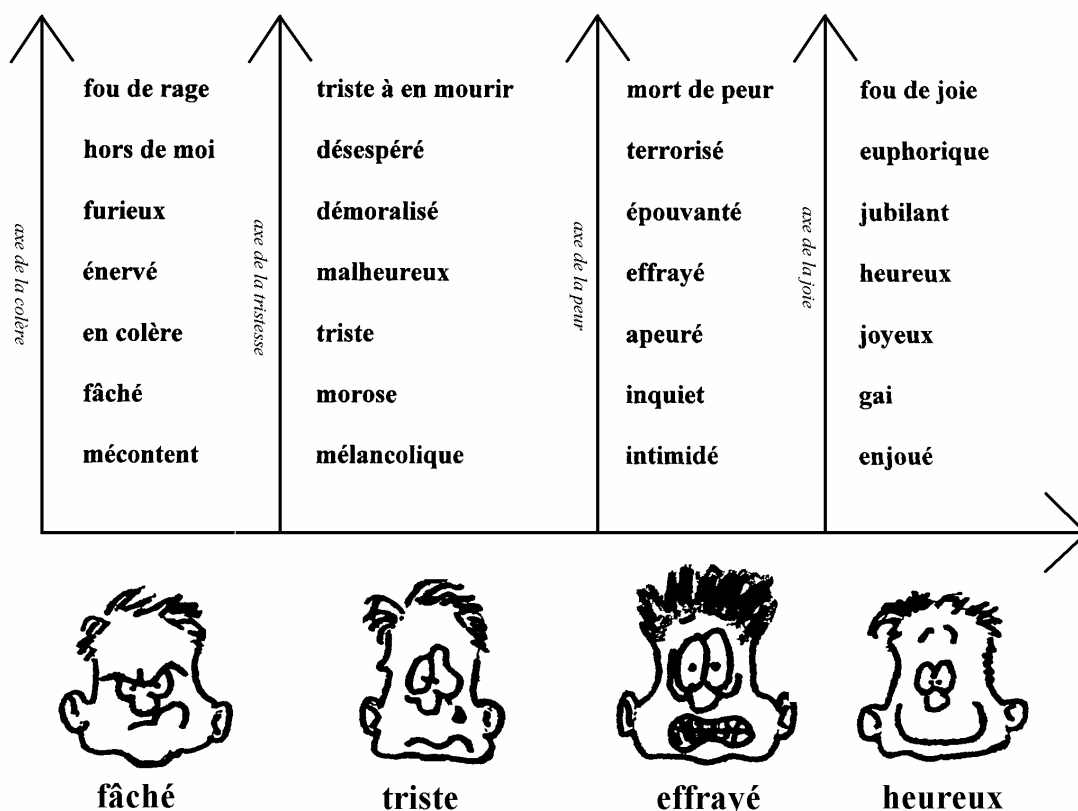 axe de la colère
fou de rage
hors de moi
furieux
énervé
en colère
fâché
mécontent
axe de la tristesse
triste à en mourir
désespéré
démoralisé
malheureux
triste
morose
mélancolique
axe de la peur
mort de peur
terrorisé
épouvanté
effrayé
apeuré
inquiet
intimidé
axe de la joie
fou de joie
euphorique
jubilant
heureux
joyeux
gai
enjoué
fâché
triste
effrayé
heureux